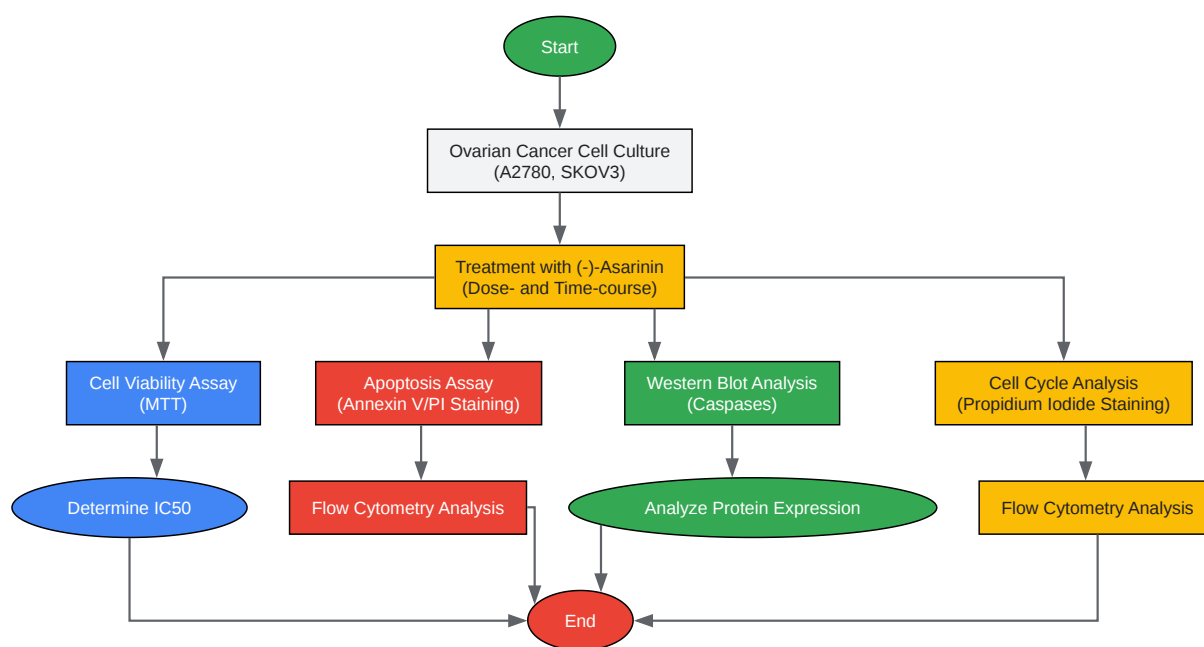 Start
Ovarian Cancer Cell Culture
(A2780, SKOV3)
Treatment with (-)-Asarinin
(Dose- and Time-course)
Cell Viability Assay
(MTT)
Apoptosis Assay
(Annexin V/PI Staining)
Western Blot Analysis
(Caspases)
Cell Cycle Analysis
(Propidium Iodide Staining)
Determine IC50
Flow Cytometry Analysis
Analyze Protein Expression
Flow Cytometry Analysis
End